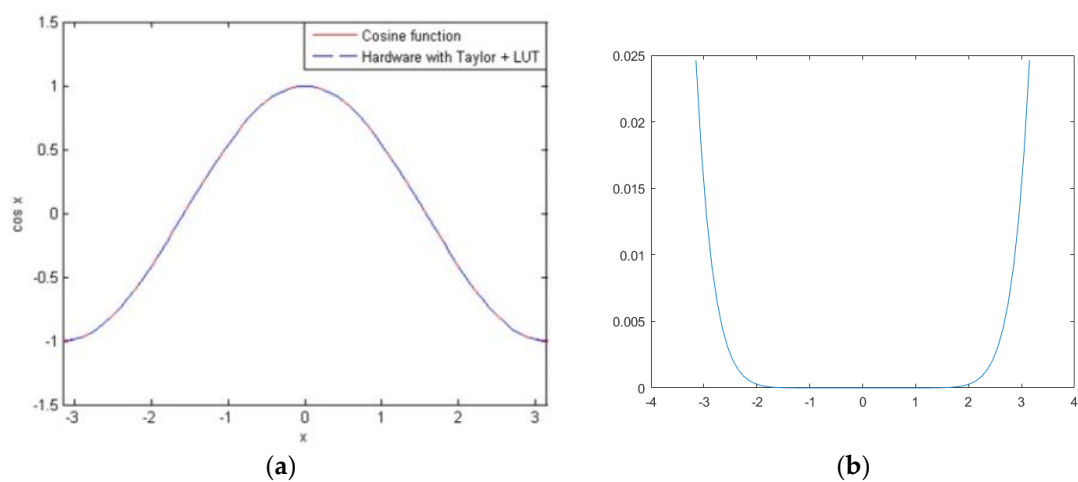 1.5
Cosine function
Hardware with Taylor + LUT
1
0.5
0
-0.5
-1
-1.5
cos x
-3 -2 -1 0 1 2 3
x
(a)
0.025
0.02
0.015
0.01
0.005
0
-4 -3 -2 -1 0 1 2 3 4
(b)